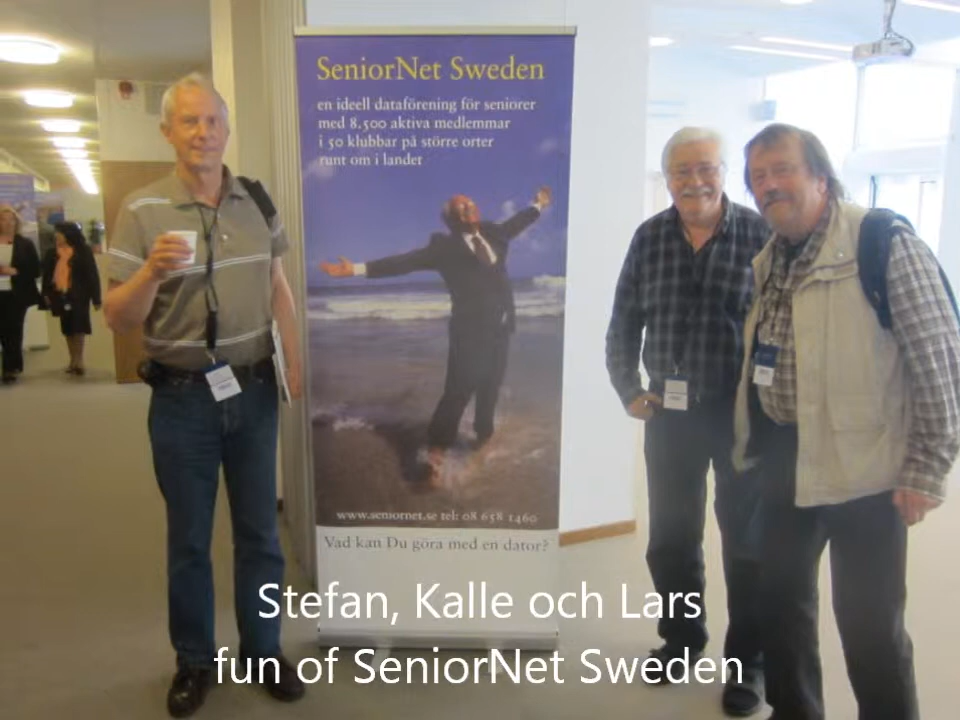 SeniorNet Sweden
en ideell dataförening för seniorer
med 8.500 aktiva medlemmar
i 50 klubbar på större orter
runt om i landet
www.seniornet.se tel: 08 658 1460
Vad kan Du göra med en dator?
Stefan, Kalle och Lars
fun of SeniorNet Sweden